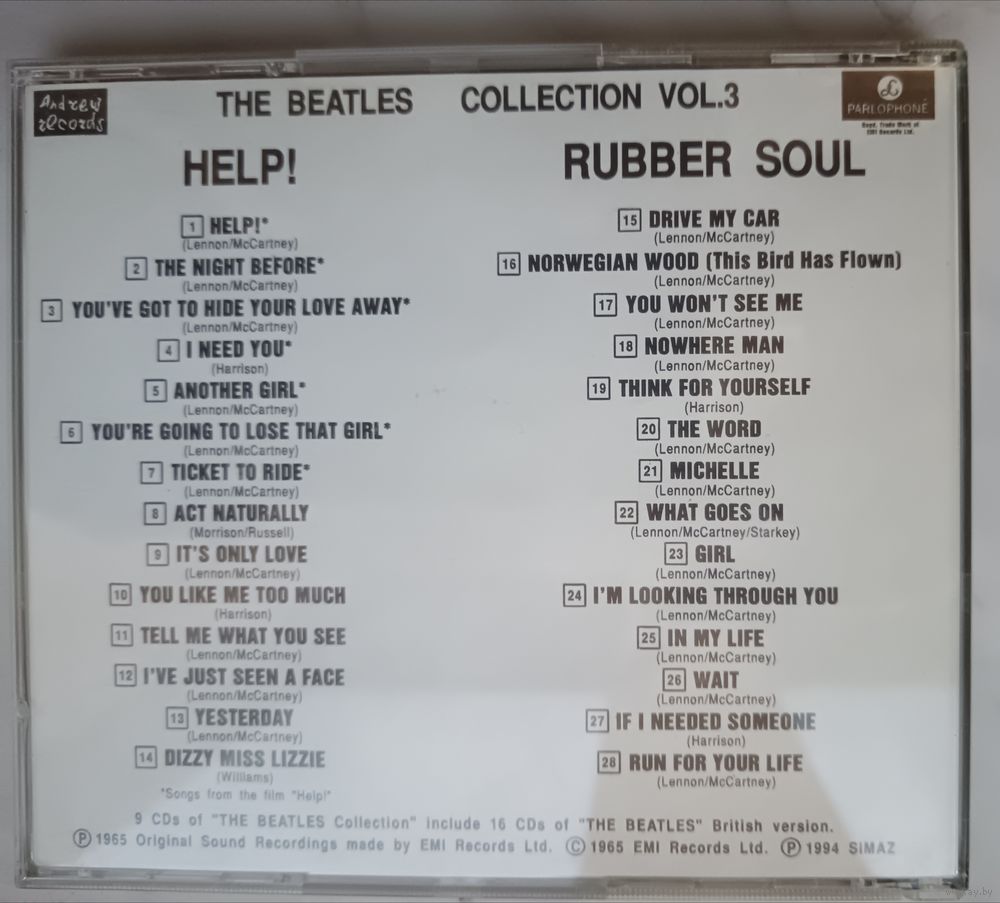 Andrew
records
THE BEATLES COLLECTION VOL.3
PARLOPHONE
Regd. Trade Mark of
EMI Records Ltd.
HELP!
1 HELP!*
(Lennon/McCartney)
2 THE NIGHT BEFORE*
(Lennon/McCartney)
3 YOU'VE GOT TO HIDE YOUR LOVE AWAY*
(Lennon/McCartney)
4 I NEED YOU*
(Harrison)
5 ANOTHER GIRL*
(Lennon/McCartney)
6 YOU'RE GOING TO LOSE THAT GIRL*
(Lennon/McCartney)
7 TICKET TO RIDE*
(Lennon/McCartney)
8 ACT NATURALLY
(Morrison/Russell)
9 IT'S ONLY LOVE
(Lennon/McCartney)
10 YOU LIKE ME TOO MUCH
(Harrison)
11 TELL ME WHAT YOU SEE
(Lennon/McCartney)
12 I'VE JUST SEEN A FACE
(Lennon/McCartney)
13 YESTERDAY
(Lennon/McCartney)
14 DIZZY MISS LIZZIE
(Williams)
*Songs from the film "Help!"
RUBBER SOUL
15 DRIVE MY CAR
(Lennon/McCartney)
16 NORWEGIAN WOOD (This Bird Has Flown)
(Lennon/McCartney)
17 YOU WON'T SEE ME
(Lennon/McCartney)
18 NOWHERE MAN
(Lennon/McCartney)
19 THINK FOR YOURSELF
(Harrison)
20 THE WORD
(Lennon/McCartney)
21 MICHELLE
(Lennon/McCartney)
22 WHAT GOES ON
(Lennon/McCartney/Starkey)
23 GIRL
(Lennon/McCartney)
24 I'M LOOKING THROUGH YOU
(Lennon/McCartney)
25 IN MY LIFE
(Lennon/McCartney)
26 WAIT
(Lennon/McCartney)
27 IF I NEEDED SOMEONE
(Harrison)
28 RUN FOR YOUR LIFE
(Lennon/McCartney)
9 CDs of "THE BEATLES Collection" include 16 CDs of "THE BEATLES" British version.
Ⓟ 1965 Original Sound Recordings made by EMI Records Ltd. Ⓒ 1965 EMI Records Ltd. Ⓟ 1994 SiMAZ